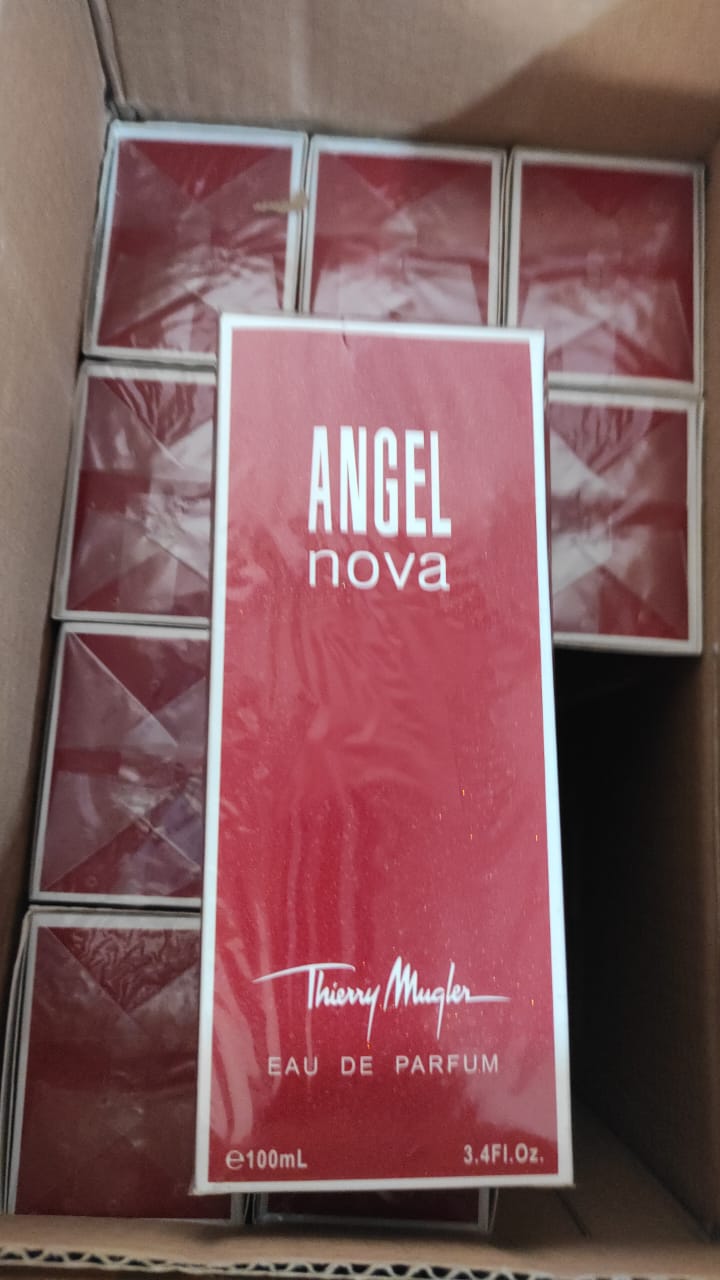 ANGEL
nova
Thierry Mugler
EAU DE PARFUM
℮100mL 3.4Fl.Oz.